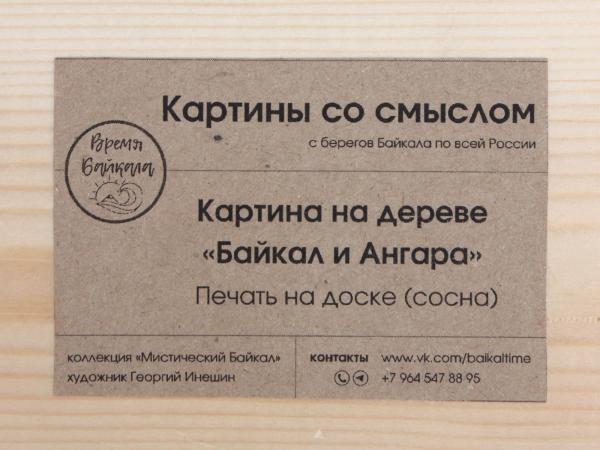 Картины со смыслом
с берегов Байкала по всей России
Время
Байкала
Картина на дереве
«Байкал и Ангара»
Печать на доске (сосна)
коллекция «Мистический Байкал»
художник Георгий Инешин
контакты www.vk.com/baikaltime
+7 964 547 88 95